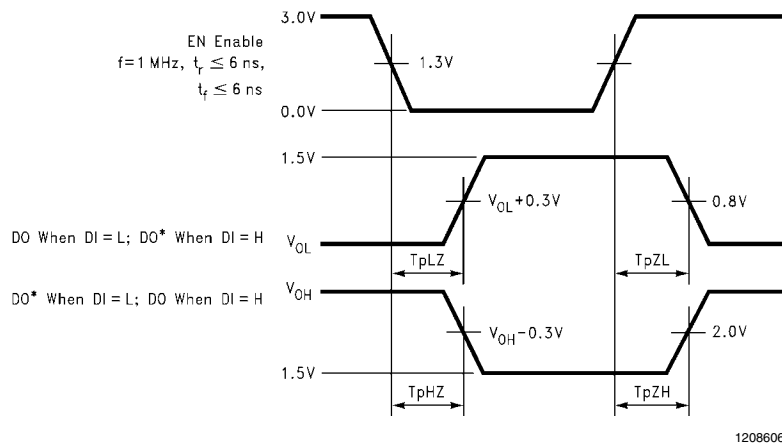 3.0V
EN Enable
f=1 MHz, tr ≤ 6 ns,
tf ≤ 6 ns
1.3V
0.0V
1.5V
VOL+0.3V
0.8V
DO When DI=L; DO* When DI=H
VOL
TpLZ
TpZL
VOH
DO* When DI=L; DO When DI=H
VOH−0.3V
2.0V
1.5V
TpHZ
TpZH
1208606